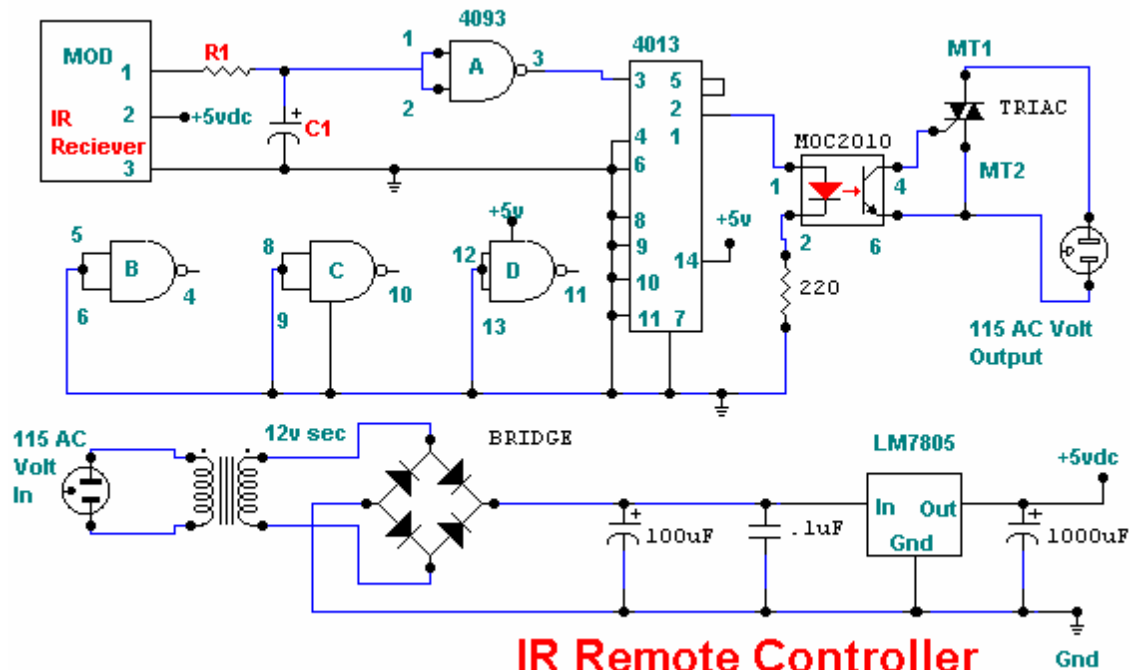 4093
MOD
1
R1
1
A
3
4013
MT1
2
+5vdc
2
3
5
2
IR
Reciever
C1
1
TRIAC
3
4
6
MOC2010
1
4
MT2
5
+5v
8
+5v
2
6
B
8
C
12
D
9
14
4
10
11
10
220
6
9
13
11
7
115 AC Volt
Output
115 AC
Volt
In
12v sec
BRIDGE
LM7805
+5vdc
+
100uF
.1uF
In
Out
Gnd
+
1000uF
IR Remote Controller
Gnd